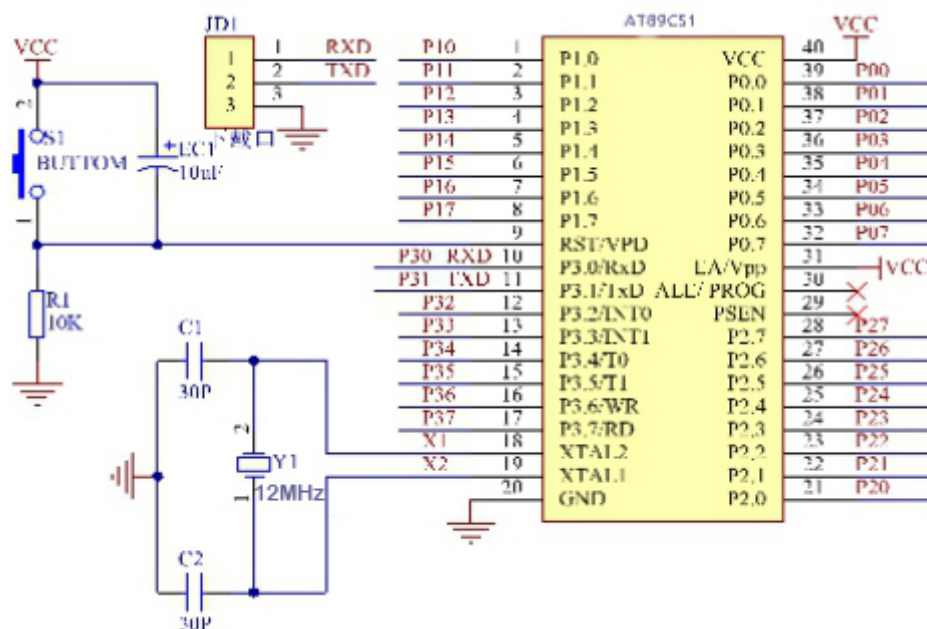 AT89C51
VCC
JD1
1
2
3
1
2
3
RXD
TXD
下载口
VCC
2
S1
BUTTOM
1
EC1
10uF
R1
10K
P10 1 P1.0
P11 2 P1.1
P12 3 P1.2
P13 4 P1.3
P14 5 P1.4
P15 6 P1.5
P16 7 P1.6
P17 8 P1.7
9 RST/VPD
P30 RXD 10 P3.0/RxD
P31 TXD 11 P3.1/TxD
P32 12 P3.2/INT0
P33 13 P3.3/INT1
P34 14 P3.4/T0
P35 15 P3.5/T1
P36 16 P3.6/WR
P37 17 P3.7/RD
X1 18 XTAL2
X2 19 XTAL1
20 GND
VCC 40
P0.0 39 P00
P0.1 38 P01
P0.2 37 P02
P0.3 36 P03
P0.4 35 P04
P0.5 34 P05
P0.6 33 P06
P0.7 32 P07
EA/Vpp 31 VCC
ALE/PROG 30
PSEN 29
P2.7 28 P27
P2.6 27 P26
P2.5 26 P25
P2.4 25 P24
P2.3 24 P23
P2.2 23 P22
P2.1 22 P21
P2.0 21 P20
C1
30P
2
Y1
12MHz
1
C2
30P